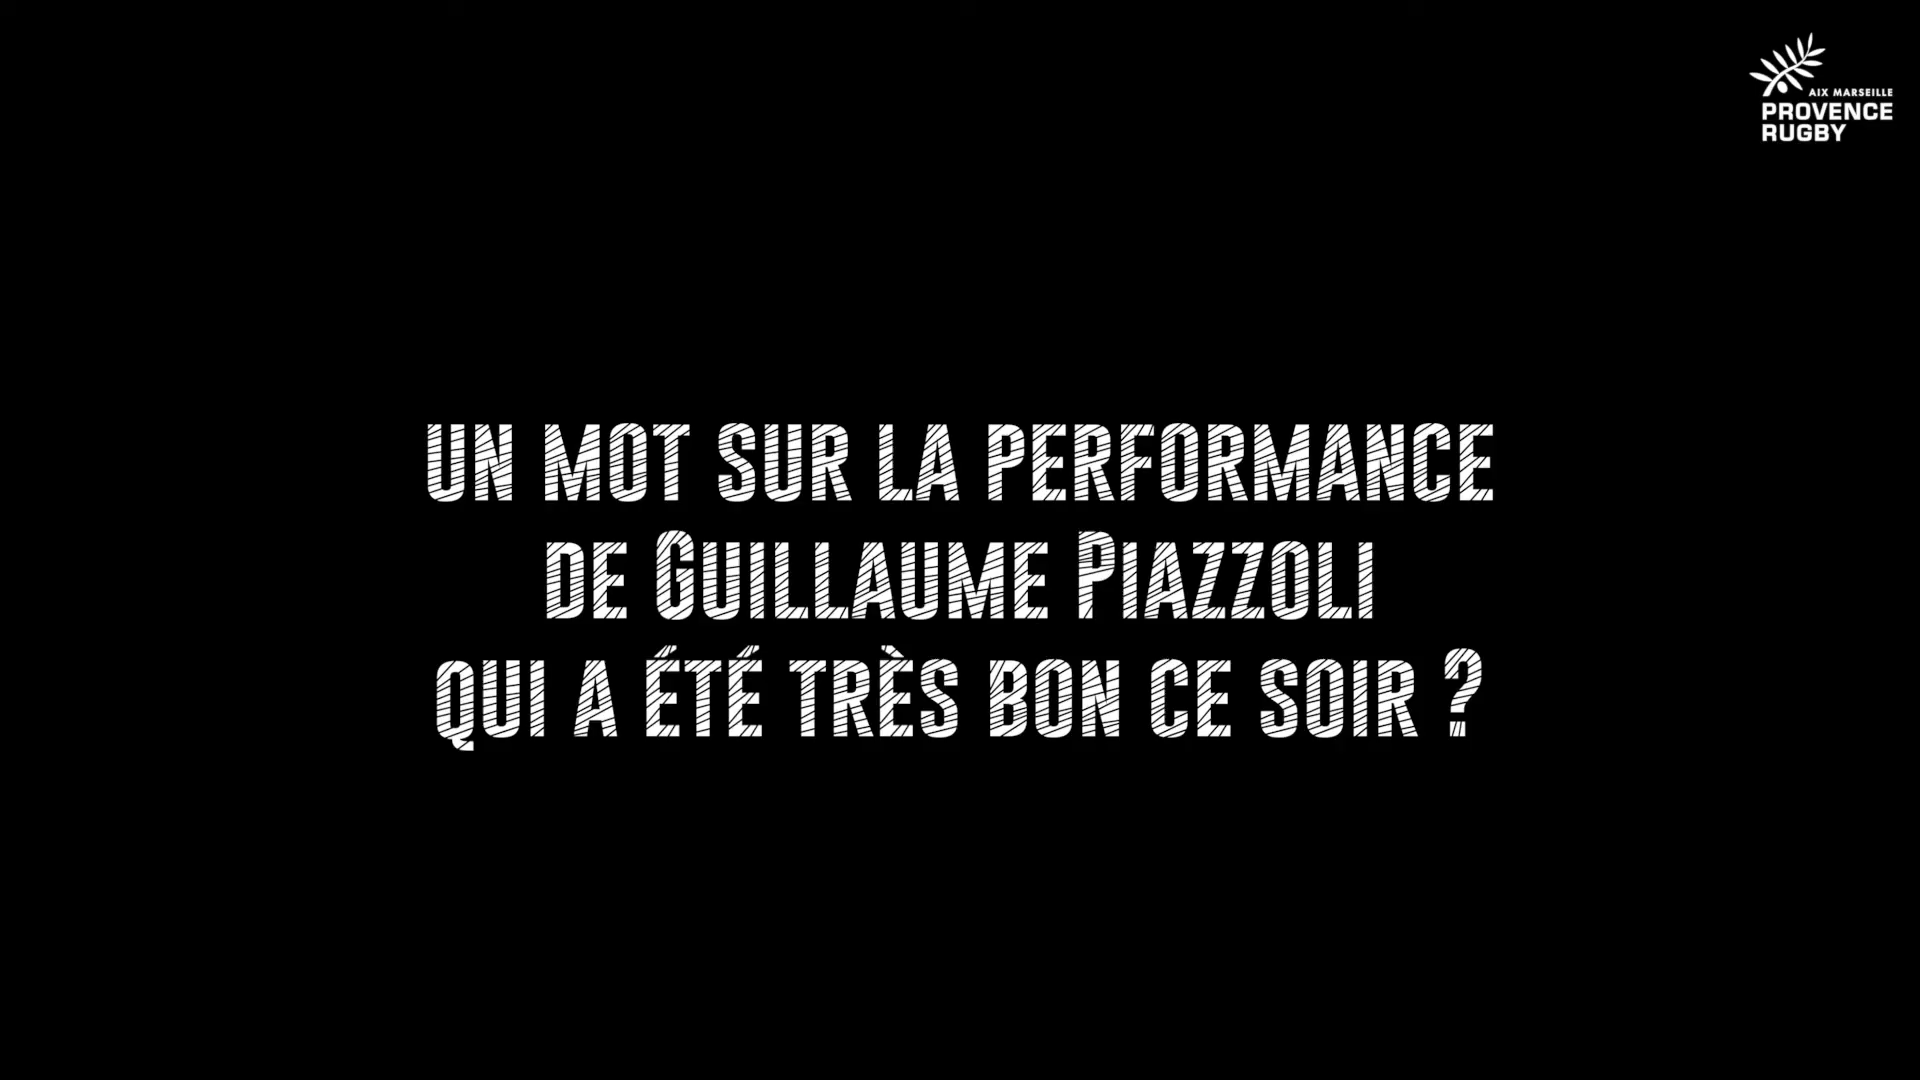 AIX MARSEILLE
PROVENCE
RUGBY
UN MOT SUR LA PERFORMANCE
DE GUILLAUME PIAZZOLI
QUI A ÉTÉ TRÈS BON CE SOIR ?